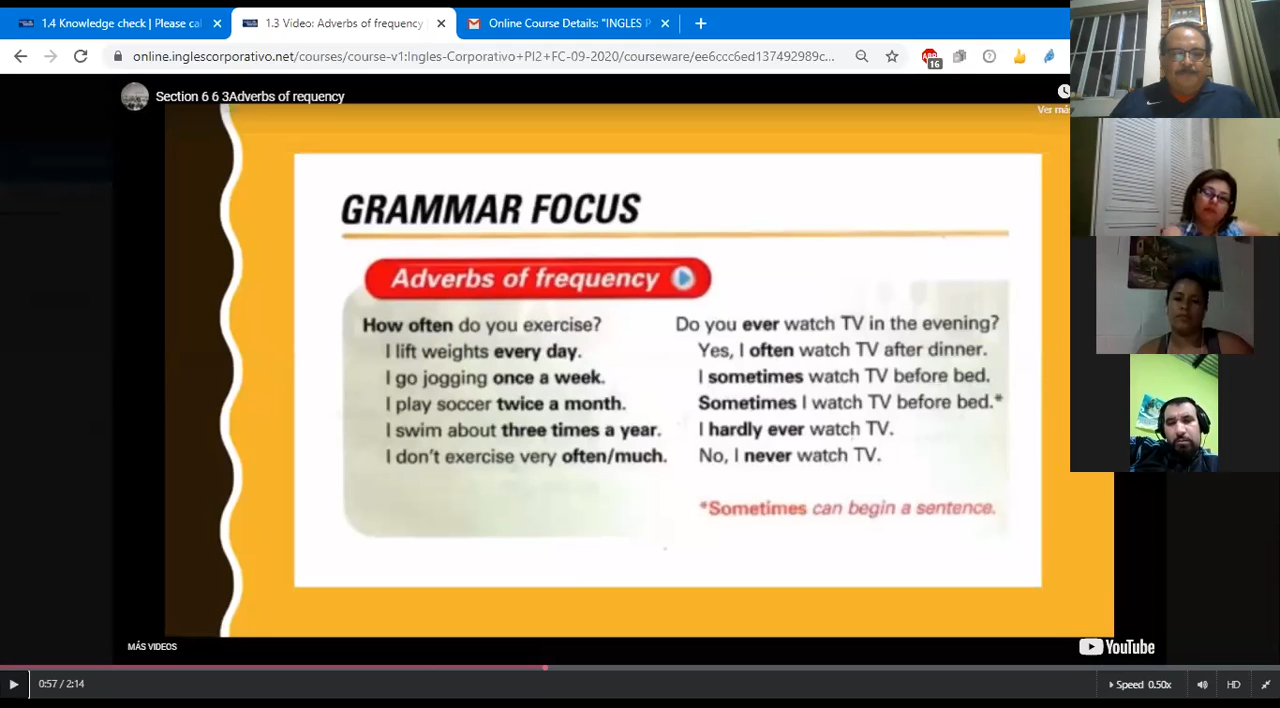 1.4 Knowledge check | Please cal
1.3 Video: Adverbs of frequency
Online Course Details: "INGLES P
online.inglescorporativo.net/courses/course-v1:Ingles-Corporativo+PI2+FC-09-2020/courseware/ee6ccc6ed137492989c...
ABP
16
Section 6 6 3Adverbs of requency
Ver más
GRAMMAR FOCUS
Adverbs of frequency
How often do you exercise?
I lift weights every day.
I go jogging once a week.
I play soccer twice a month.
I swim about three times a year.
I don't exercise very often/much.
Do you ever watch TV in the evening?
Yes, I often watch TV after dinner.
I sometimes watch TV before bed.
Sometimes I watch TV before bed.*
I hardly ever watch TV.
No, I never watch TV.
*Sometimes can begin a sentence.
MÁS VIDEOS
YouTube
0:57 / 2:14
Speed 0.50x
HD